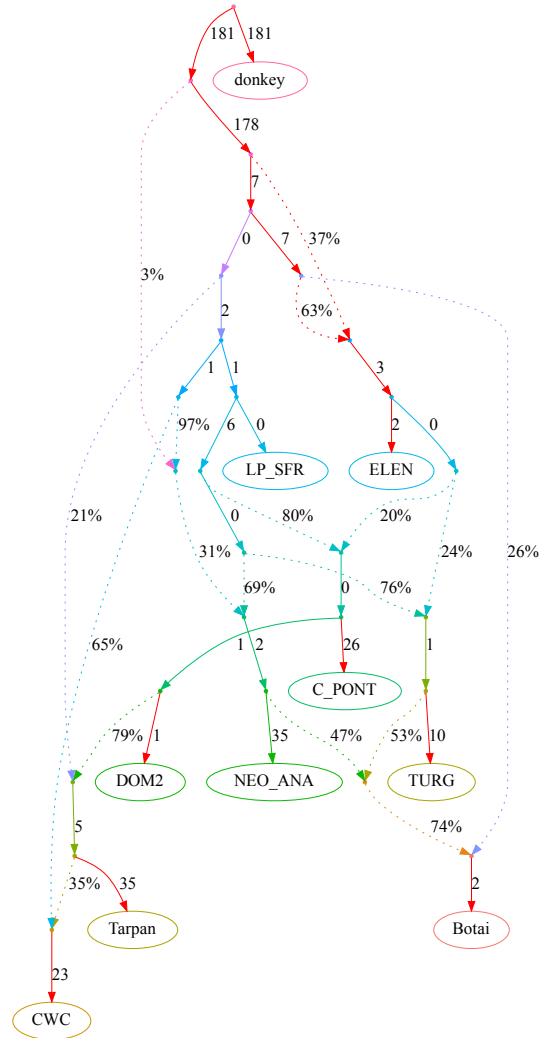 181 181
donkey
178
7
0 7 37%
3% 63%
2
1 1 3
97% 6 0 2 0
LP_SFR ELEN
21% 0 80% 20% 26%
31% 24%
69% 0 76%
65% 1 2 26 1
C_PONT
79% 1 35 47% 53% 10
DOM2 NEO_ANA TURG
5 74%
35% 35 2
Tarpan Botai
23
CWC